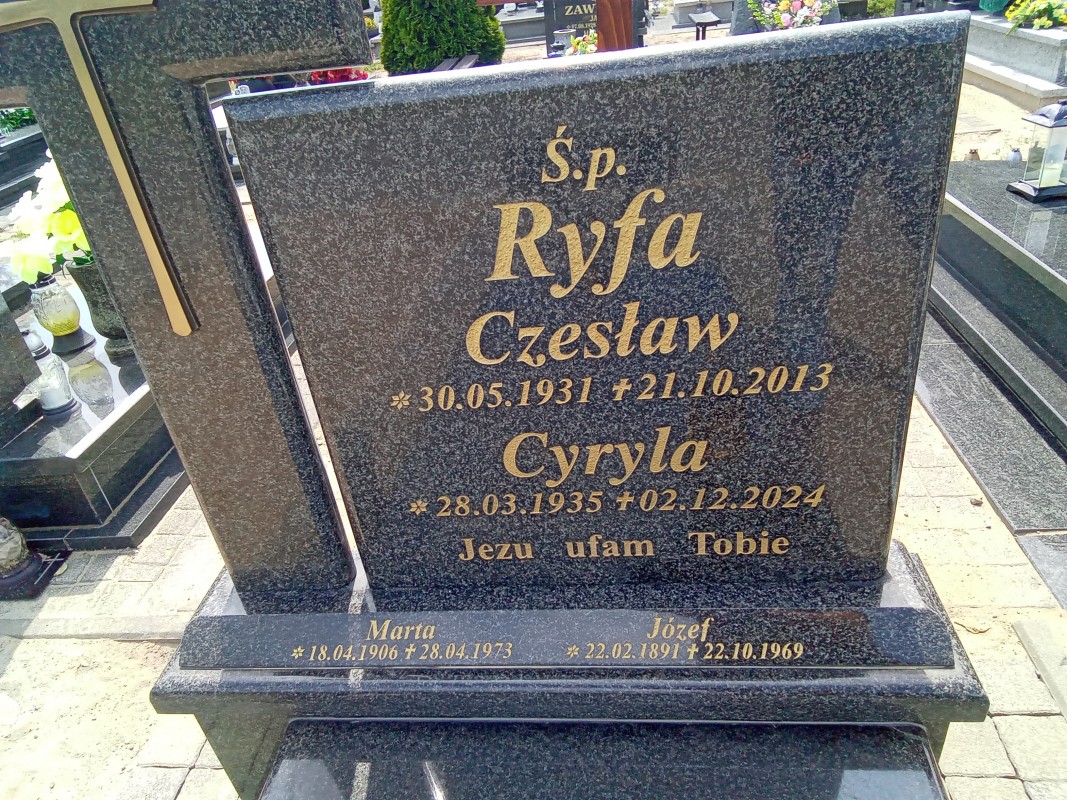 ZAW
Ś.p.
Ryfa
Czesław
* 30.05.1931 ✝ 21.10.2013
Cyryla
* 28.03.1935 ✝ 02.12.2024
Jezu ufam Tobie
Marta Józef
* 18.04.1906 ✝ 28.04.1973 * 22.02.1891 ✝ 22.10.1969